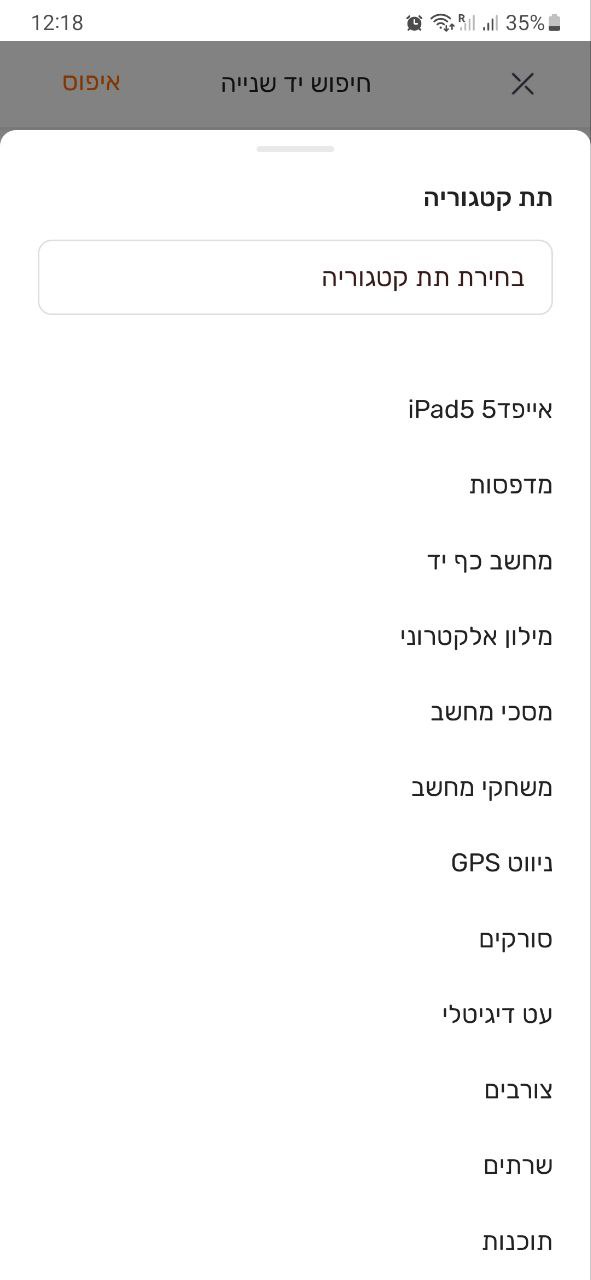 12:18 R 35%
חיפוש יד שנייה איפוס
תת קטגוריה
בחירת תת קטגוריה
אייפד5 iPad5
מדפסות
מחשב כף יד
מילון אלקטרוני
מסכי מחשב
משחקי מחשב
ניווט GPS
סורקים
עט דיגיטלי
צורבים
שרתים
תוכנות